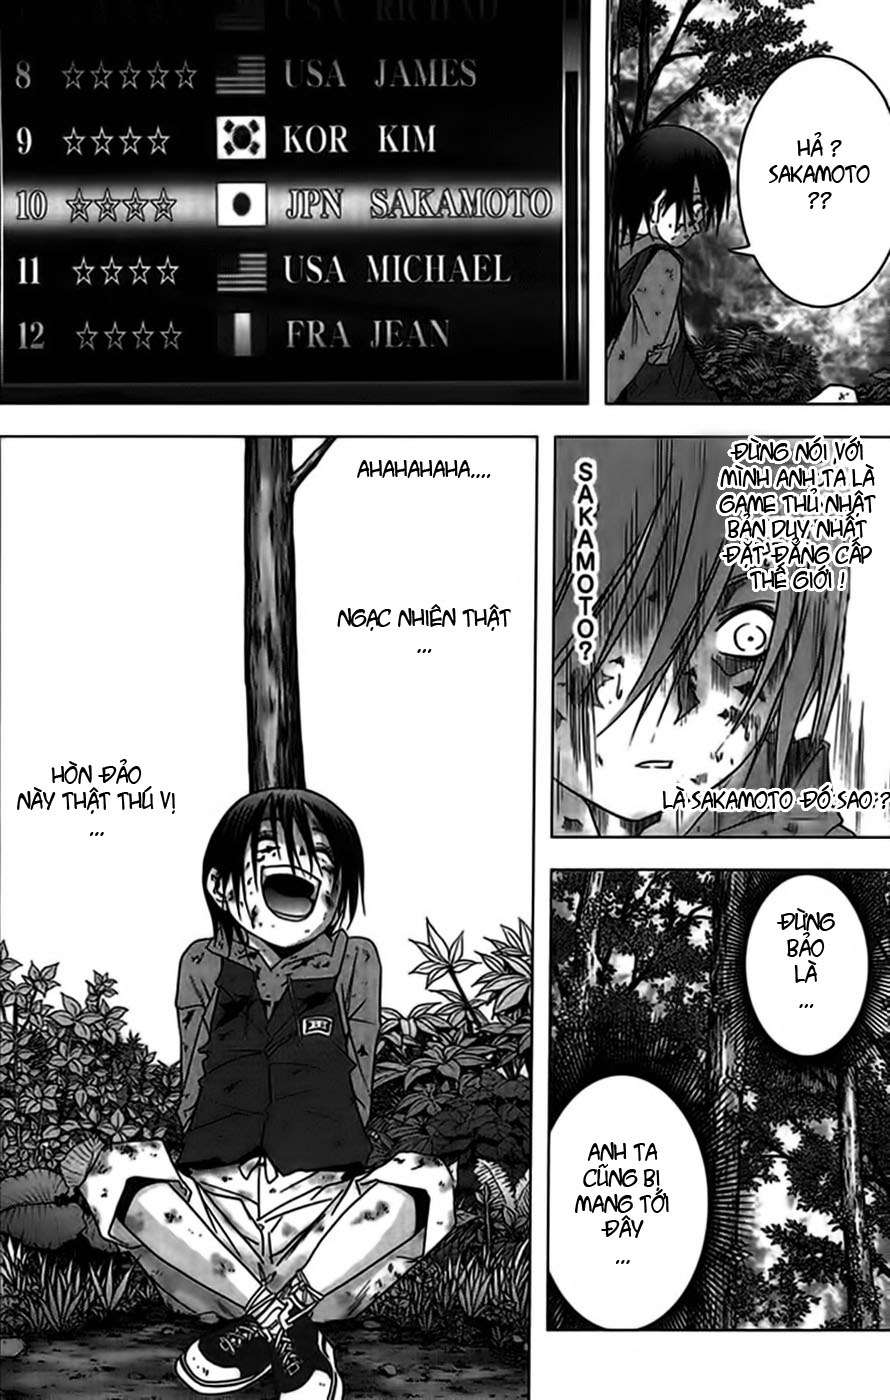 USA RICHAD
8 ☆☆☆☆☆ USA JAMES
9 ☆☆☆☆ KOR KIM
10 ☆☆☆☆ JPN SAKAMOTO
11 ☆☆☆☆ USA MICHAEL
12 ☆☆☆☆ FRA JEAN
HẢ ?
SAKAMOTO
??
ĐỪNG NÓI VỚI
MÌNH ANH TA LÀ
GAME THỦ NHẬT
BẢN DUY NHẤT
ĐẶT ĐẲNG CẤP
THẾ GIỚI !
SAKAMOTO?
LÀ SAKAMOTO ĐÓ SAO ?
ĐỪNG
BẢO
LÀ
...
ANH TA
CŨNG BỊ
MANG TỚI
ĐÂY
...
AHAHAHAHA....
NGẠC NHIÊN THẬT
...
HÒN ĐẢO
NÀY THẬT THÚ VỊ
...